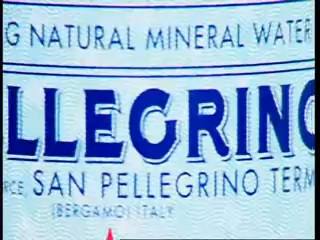 G NATURAL MINERAL WATER
LLEGRINO
RCE, SAN PELLEGRINO TERM
(BERGAMO) ITALY